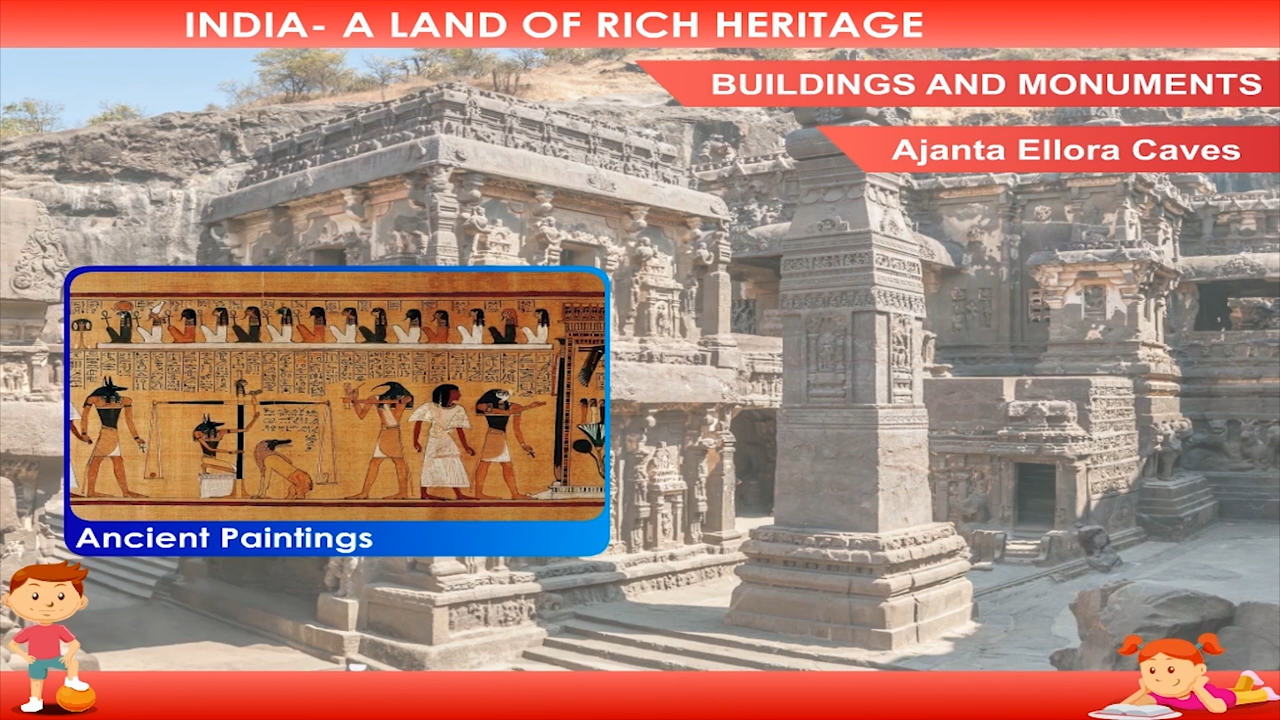 INDIA- A LAND OF RICH HERITAGE
BUILDINGS AND MONUMENTS
Ajanta Ellora Caves
Ancient Paintings